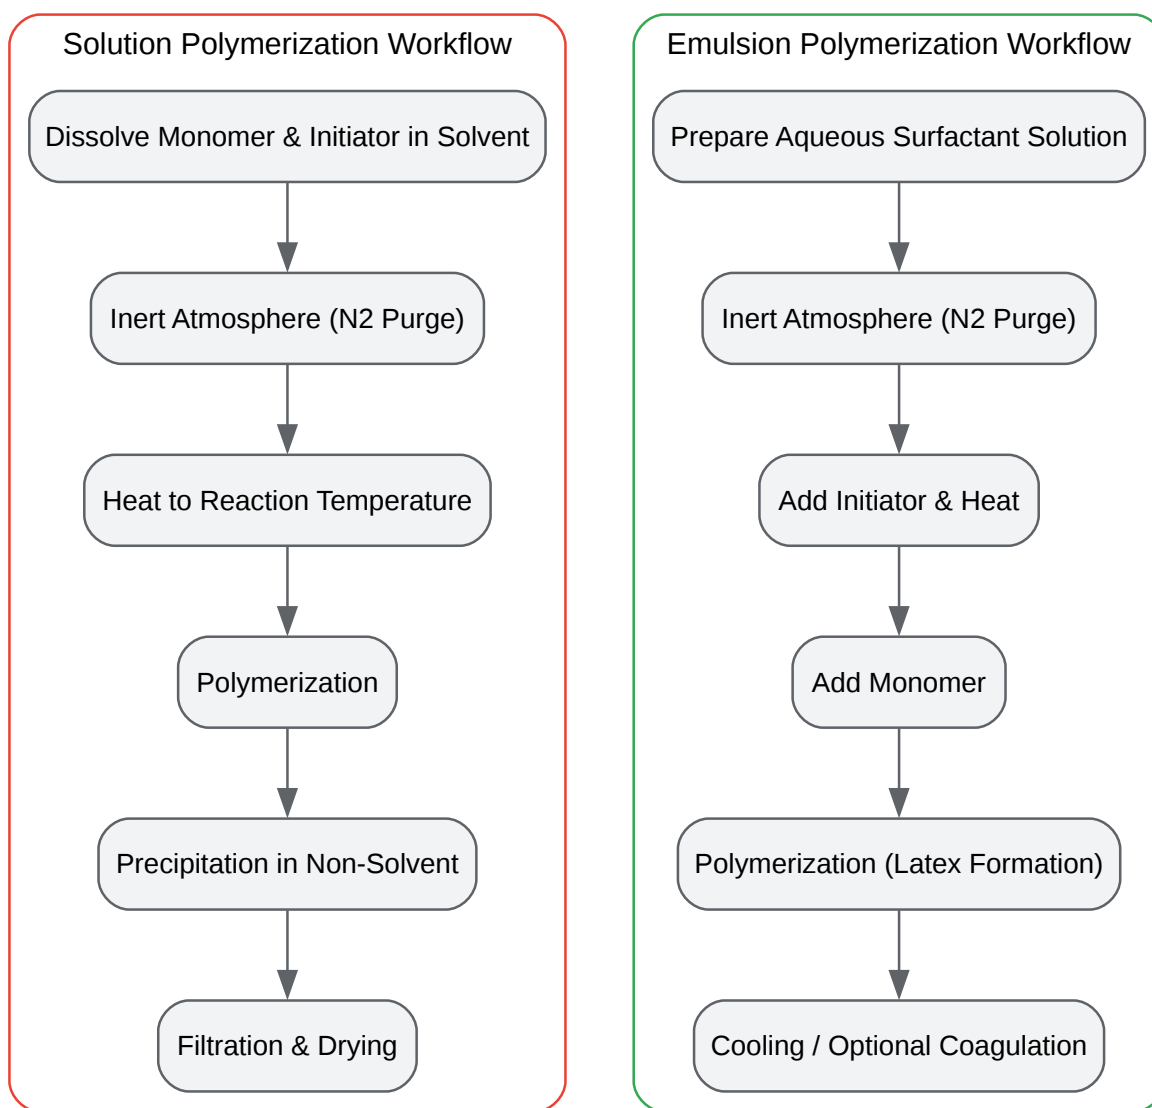 Solution Polymerization Workflow
Dissolve Monomer & Initiator in Solvent
Inert Atmosphere (N2 Purge)
Heat to Reaction Temperature
Polymerization
Precipitation in Non-Solvent
Filtration & Drying
Emulsion Polymerization Workflow
Prepare Aqueous Surfactant Solution
Inert Atmosphere (N2 Purge)
Add Initiator & Heat
Add Monomer
Polymerization (Latex Formation)
Cooling / Optional Coagulation